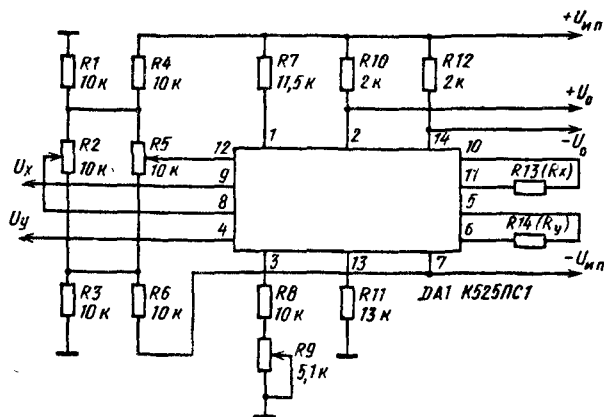 +Uип
R1
10к
R4
10к
R7
11,5к
R10
2к
R12
2к
+Uо
-Uо
R2
10к
R5
10к
12
1
2
14
10
Ux
9
11
R13(Rx)
8
5
Uy
4
6
R14(Ry)
3
13
7
-Uип
DA1 К525ПС1
R3
10к
R6
10к
R8
10к
R11
13к
R9
5,1к